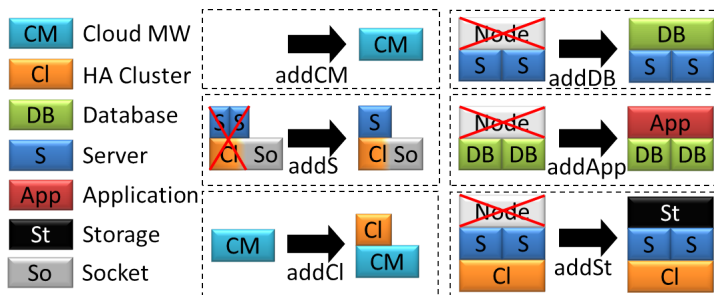 CM Cloud MW
Cl HA Cluster
DB Database
S Server
App Application
St Storage
So Socket
addCM CM
Node S S addDB DB S S
S S Cl So addS S Cl So
Node DB DB addApp App DB DB
CM addCl Cl CM
Node S S Cl addSt St S S Cl